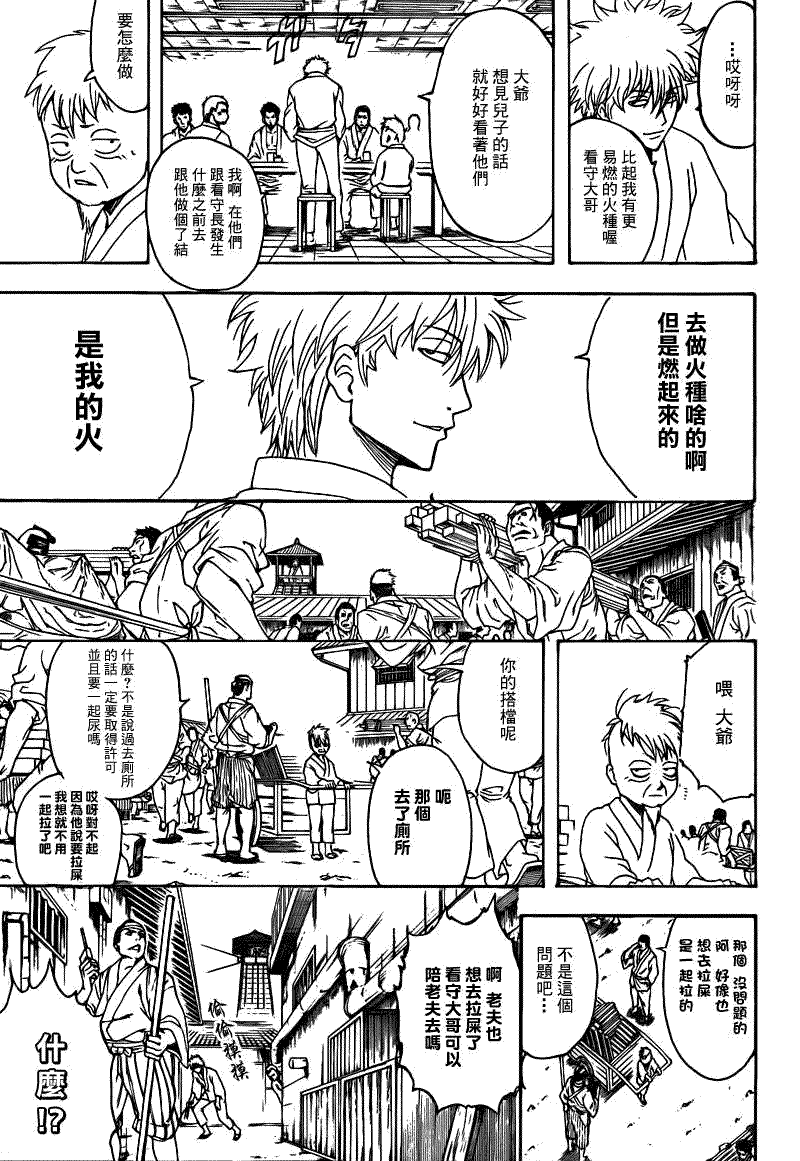 …哎呀呀
比起我有更
易燃的火種喔
看守大哥
大爺
想見兒子的話
就好好看著他們
我啊 在他們
跟看守長發生
什麼之前去
跟他做個了結
要怎麼做
去做火種啥的啊
但是燃起來的
是我的火
喂 大爺
你的搭檔呢
呃
那個
去了廁所
什麼?不是說過去廁所
的話一定要取得許可
並且要一起尿嗎
哎呀對不起
因為他說要拉屎
我想就不用
一起拉了吧
那個 沒問題的
阿 好像也
想去拉屎
是一起拉的
不是這個
問題吧…
啊 老夫也
想去拉屎了
看守大哥可以
陪老夫去嗎
偷偷摸摸
什麼!?